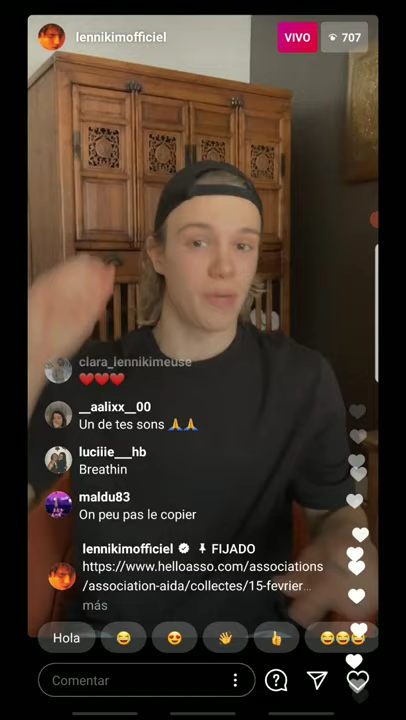 lennikimofficiel
VIVO
707
clara_lennikimeuse
❤️❤️❤️
__aalixx__00
Un de tes sons 🙏🙏
luciiie___hb
Breathin
maldu83
On peu pas le copier
lennikimofficiel FIJADO
https://www.helloasso.com/associations
/association-aida/collectes/15-fevrier...
más
Hola 😂 😍 👋 👍 😂😂😂
Comentar